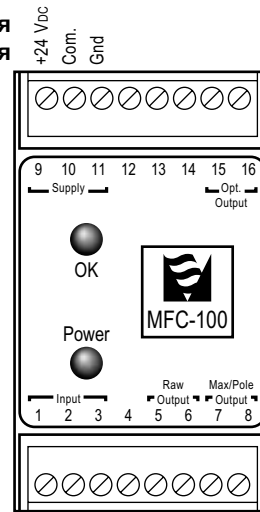 я
я
+24 VDC
Com.
Gnd
9 10 11 12 13 14 15 16
Supply
Opt.
Output
OK
MFC-100
Power
Input
Raw
Output
Max/Pole
Output
1 2 3 4 5 6 7 8